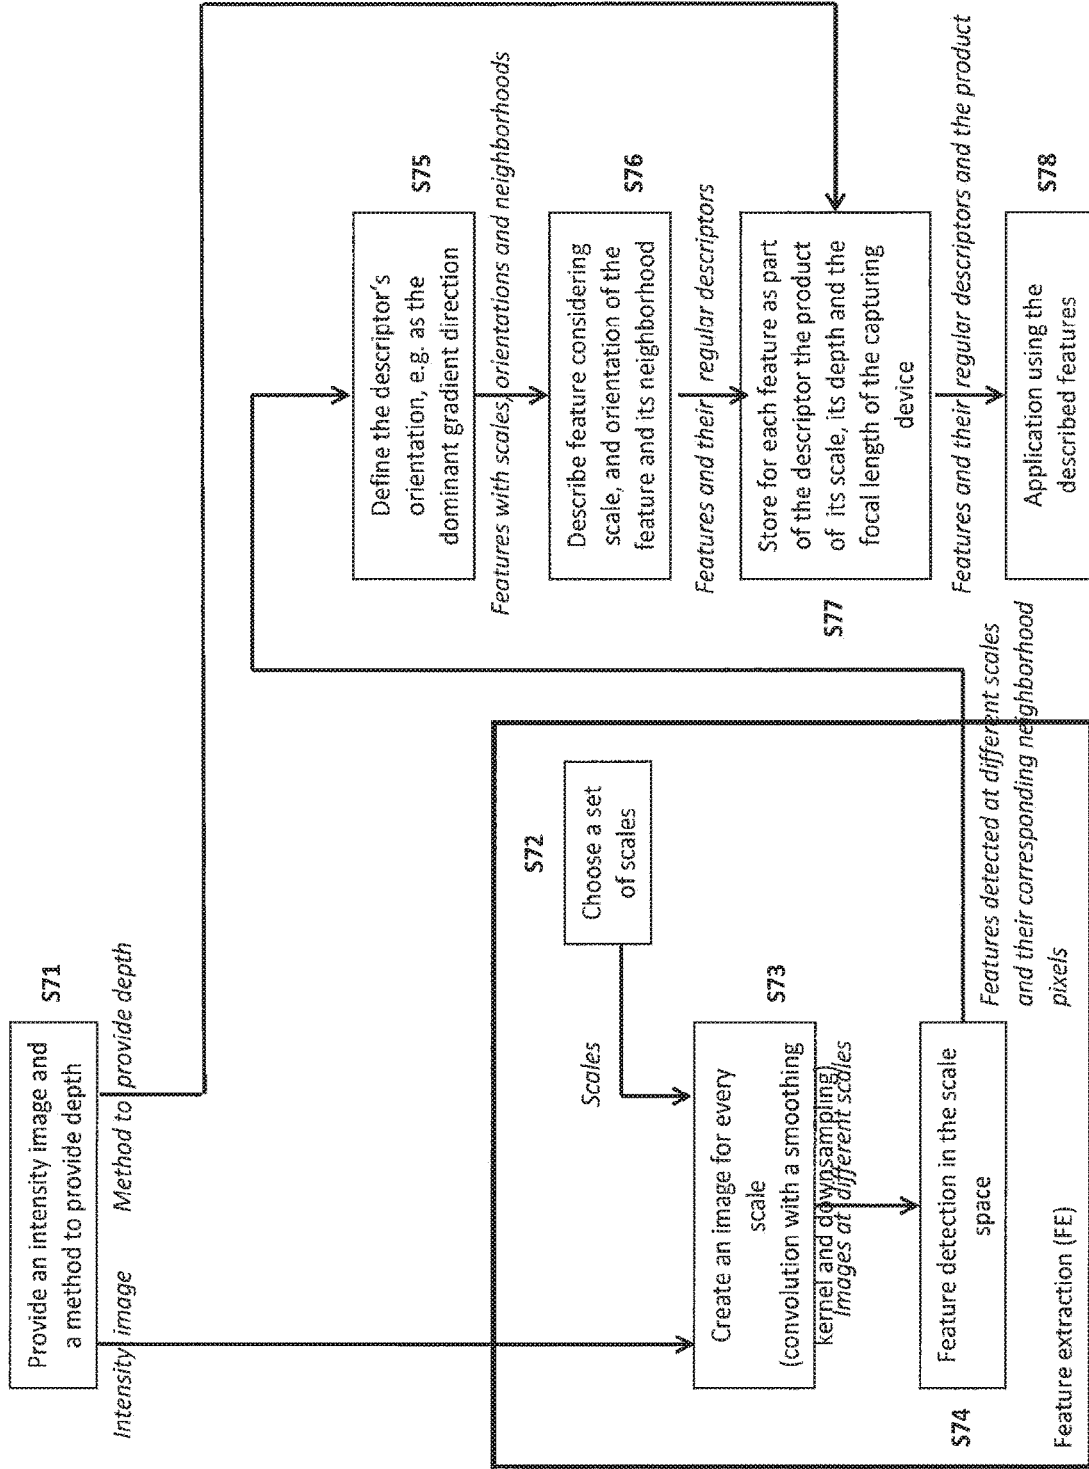 S71
Provide an intensity image and
a method to provide depth
Intensity image
Method to provide depth
S72
Choose a set
of scales
Scales
S73
Create an image for every
scale
(convolution with a smoothing
kernel and downsampling)
Images at different scales
S74
Feature detection in the scale
space
Feature extraction (FE)
Features detected at different scales
and their corresponding neighborhood
pixels
S75
Define the descriptor's
orientation, e.g. as the
dominant gradient direction
Features with scales, orientations and neighborhoods
S76
Describe feature considering
scale, and orientation of the
feature and its neighborhood
Features and their regular descriptors
S77
Store for each feature as part
of the descriptor the product
of its scale, its depth and the
focal length of the capturing
device
Features and their regular descriptors and the product
S78
Application using the
described features